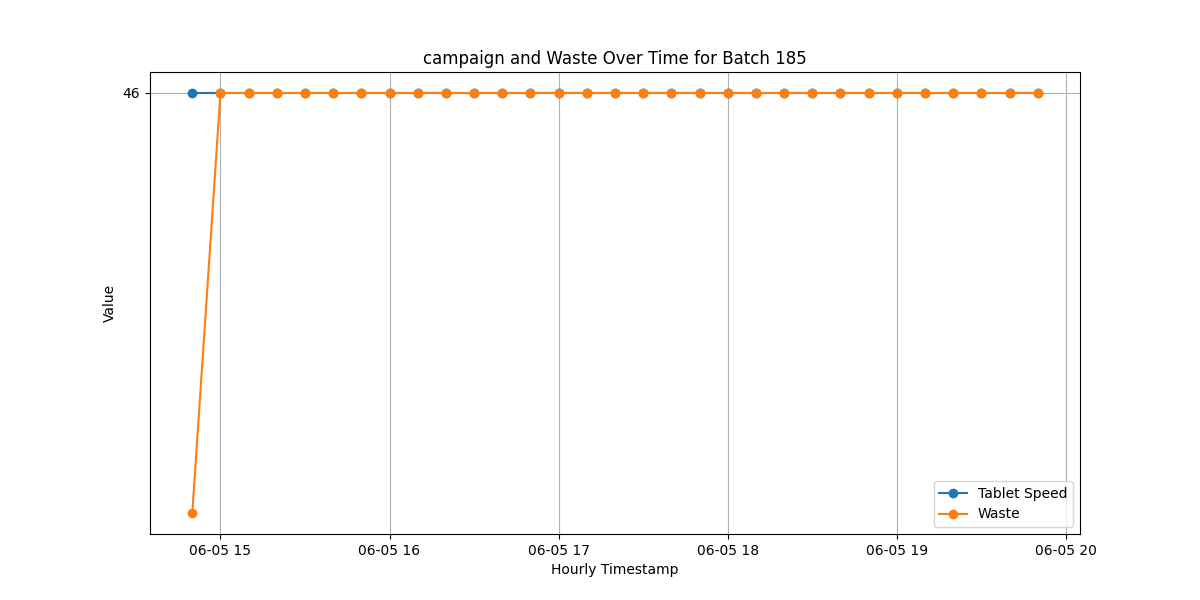 campaign and Waste Over Time for Batch 185
46
Value
Tablet Speed
Waste
06-05 15 06-05 16 06-05 17 06-05 18 06-05 19 06-05 20
Hourly Timestamp